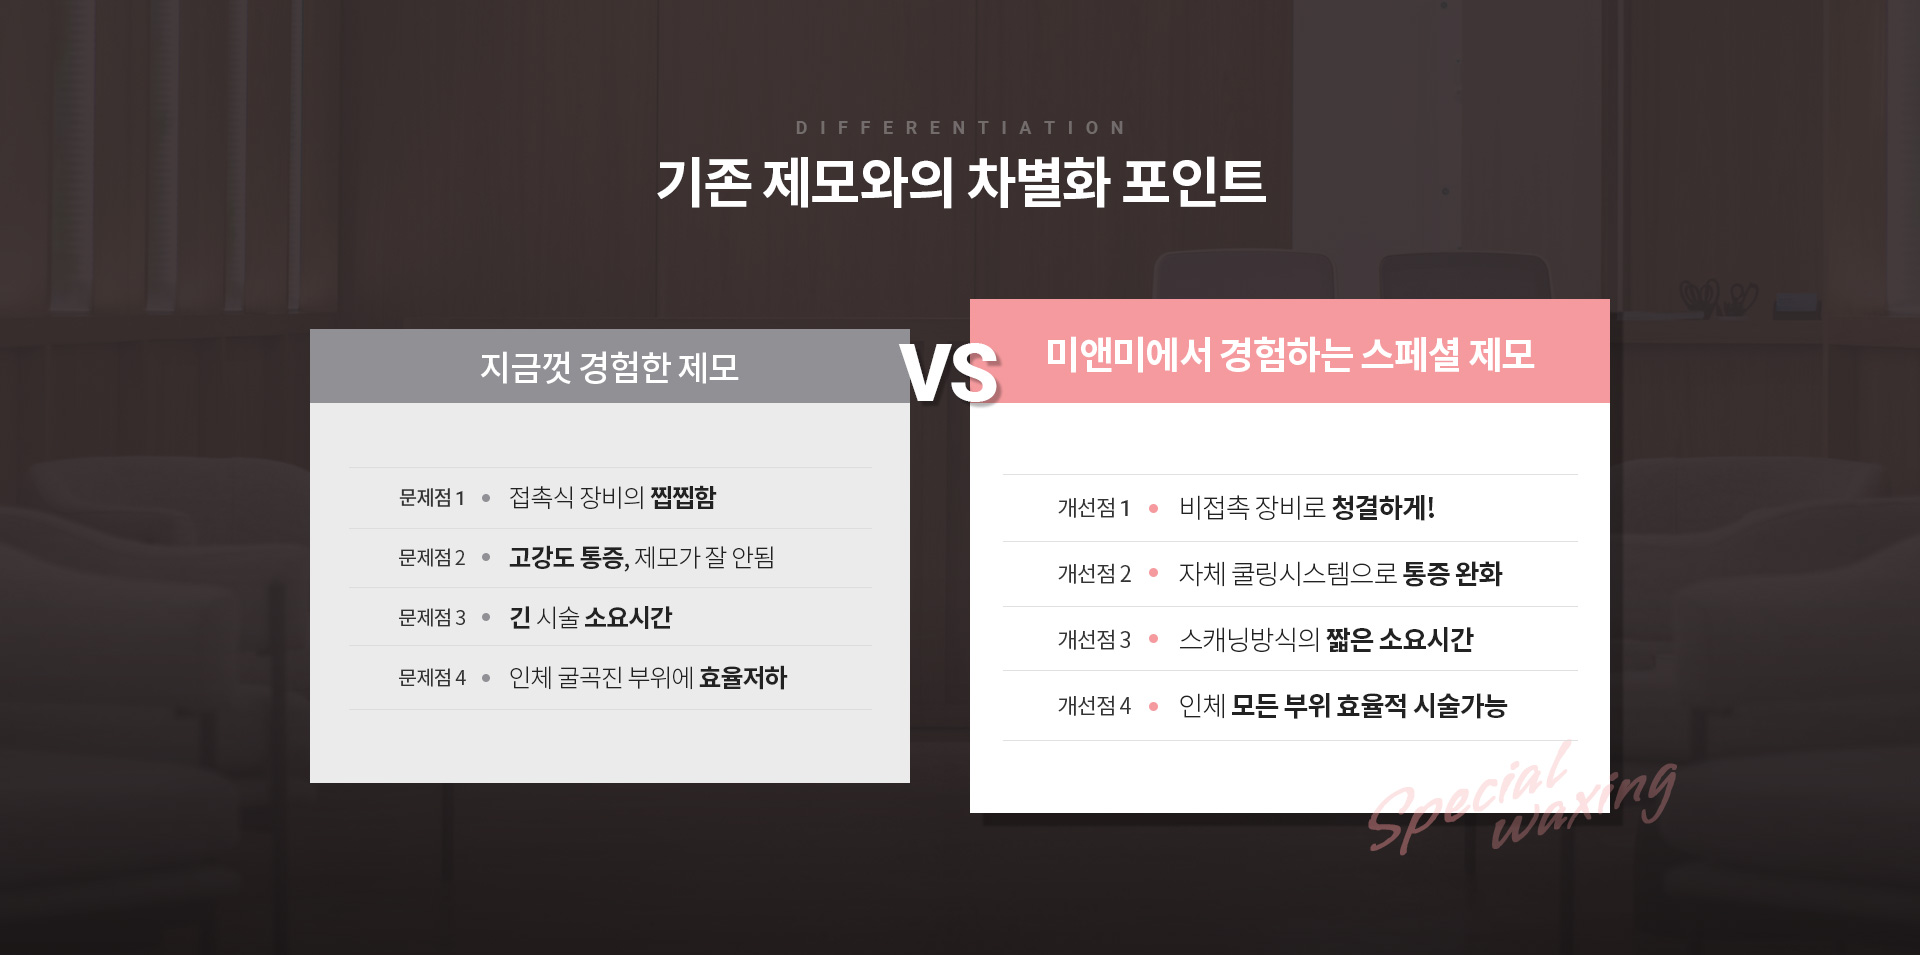 DIFFERENTIATION
기존 제모와의 차별화 포인트
지금껏 경험한 제모
문제점 1 • 접촉식 장비의 찝찝함
문제점 2 • 고강도 통증, 제모가 잘 안됨
문제점 3 • 긴 시술 소요시간
문제점 4 • 인체 굴곡진 부위에 효율저하
VS
미앤미에서 경험하는 스페셜 제모
개선점 1 • 비접촉 장비로 청결하게!
개선점 2 • 자체 쿨링시스템으로 통증 완화
개선점 3 • 스캐닝방식의 짧은 소요시간
개선점 4 • 인체 모든 부위 효율적 시술가능
Special
waxing